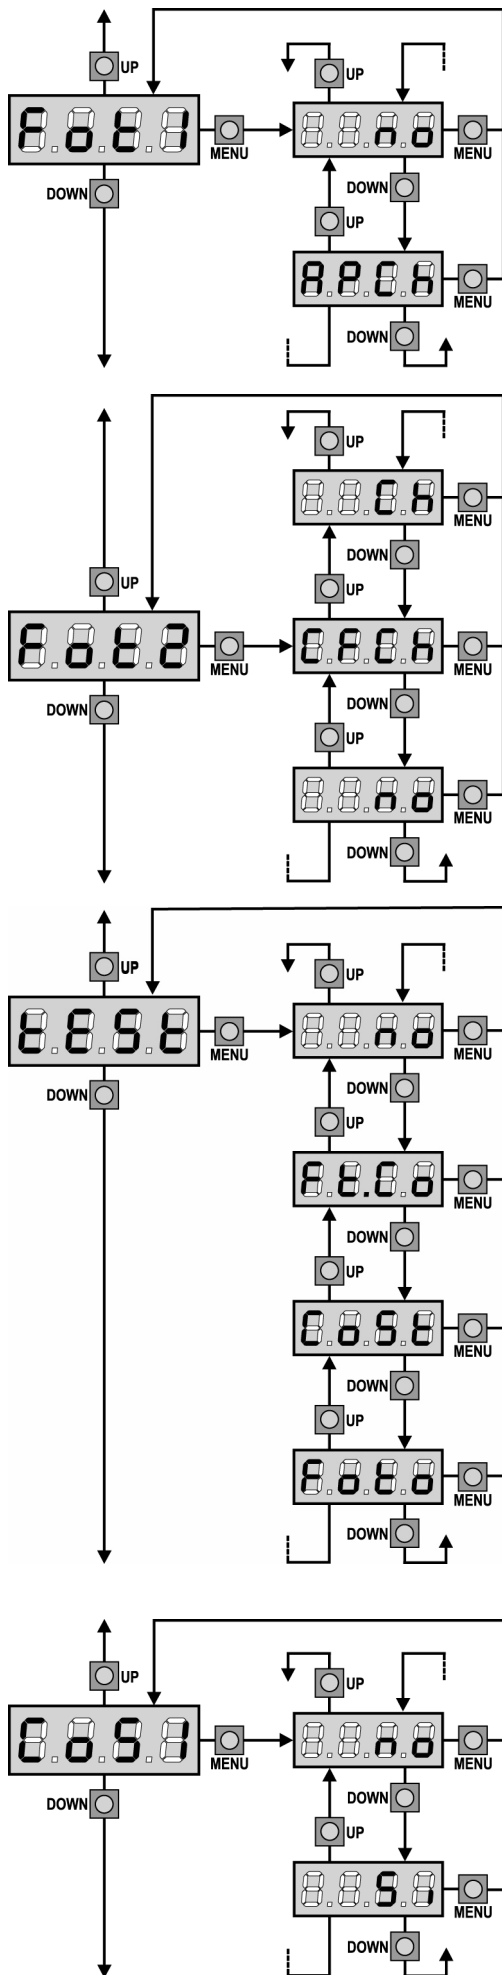 UP UP
Fot1 MENU no MENU
DOWN DOWN
UP
APCh MENU
DOWN
UP
Ch MENU
DOWN
UP UP
Fot2 MENU CFCh MENU
DOWN DOWN
UP
no MENU
DOWN
UP UP
tESt MENU no MENU
DOWN DOWN
UP
Ft.Co MENU
DOWN
UP
CoSt MENU
DOWN
UP
Foto MENU
DOWN
UP UP
CoS1 MENU no MENU
DOWN DOWN
UP
Si MENU
DOWN